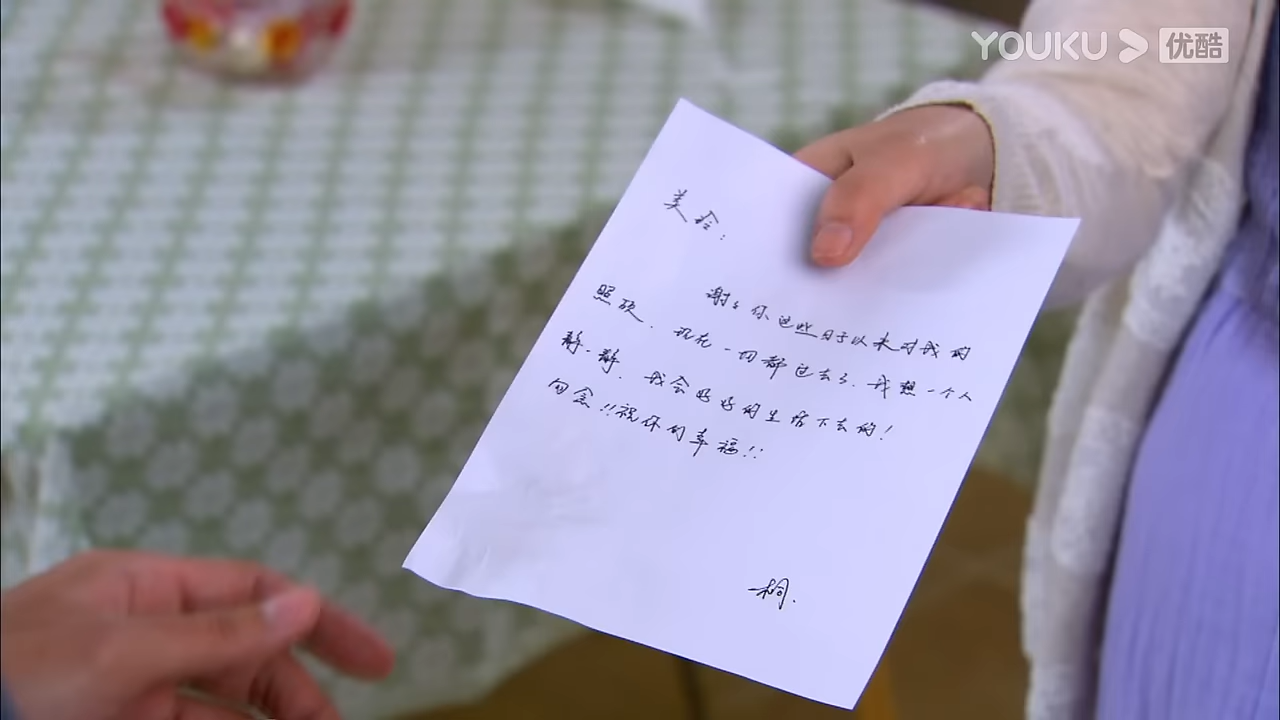 YOUKU 优酷
美玲：
谢谢你这些日子以来对我的
照顾．现在一切都过去了．我想一个人
静一静．我会好好的生活下去的！
勿念！！祝你们幸福！！
桐．